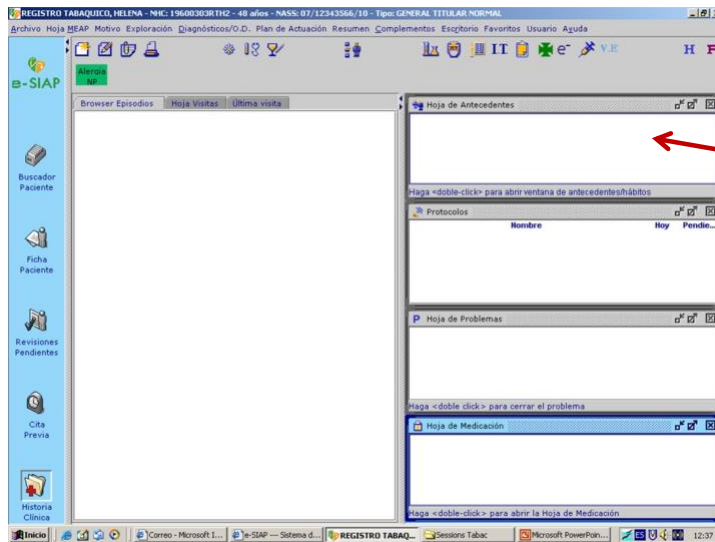 REGISTRO TABAQUICO, HELENA - NHC: 19600303RTH2 - 48 años - NASS: 07/12343566/10 - Tipo: GENERAL TITULAR NORMAL
Archivo Hoja MEAP Motivo Exploración Diagnósticos/O.D. Plan de Actuación Resumen Complementos Escritorio Favoritos Usuario Ayuda
IT e- V.E H F
e-SIAP
Alergia
NP
Browser Episodios Hoja Visitas Última visita
Hoja de Antecedentes
Haga <doble-click> para abrir ventana de antecedentes/hábitos
Protocolos
Nombre Hoy Pendie...
P Hoja de Problemas
Haga <doble click> para cerrar el problema
Hoja de Medicación
Haga <doble-click> para abrir la Hoja de Medicación
Buscador
Paciente
Ficha
Paciente
Revisiones
Pendientes
Cita
Previa
Historia
Clínica
Inicio Correo - Microsoft I... e-SIAP --- Sistema d... REGISTRO TABAQ... Sessions Tabac Microsoft PowerPoin... ES 12:37